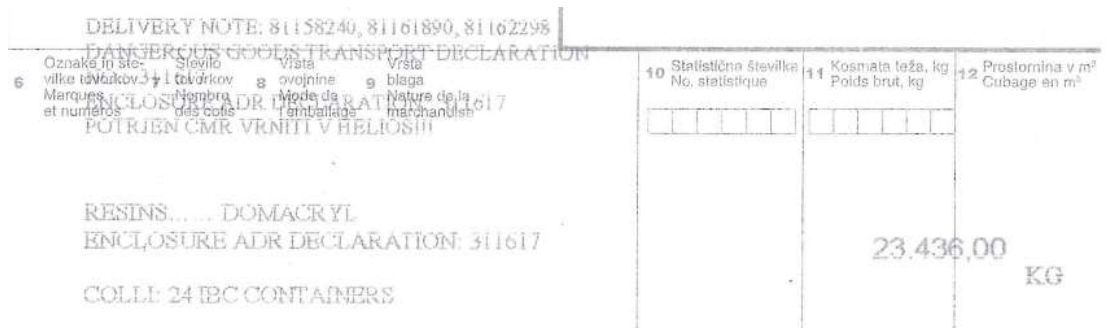 DELIVERY NOTE: 81158240, 81161890, 81162298
DANGEROUS GOODS TRANSPORT DECLARATION
6 Oznake in šte-
vilke tovorkov
Marques
et numéros
7 Število
tovorkov
Nombre
des colis
8 Vrsta
ovojnine
Mode de
l'emballage
9 Vrsta
blaga
Nature de la
marchandise
10 Statistična številka
No. statistique
11 Kosmata teža, kg
Poids brut, kg
12 Prostornina v m³
Cubage en m³
311617
ENCLOSURE ADR DECLARATION: 311617
POTRJEN CMR VRNITI V HELIOS!!!
RESINS...... DOMACRYL
ENCLOSURE ADR DECLARATION: 311617
23.436,00
KG
COLLI: 24 IBC CONTAINERS